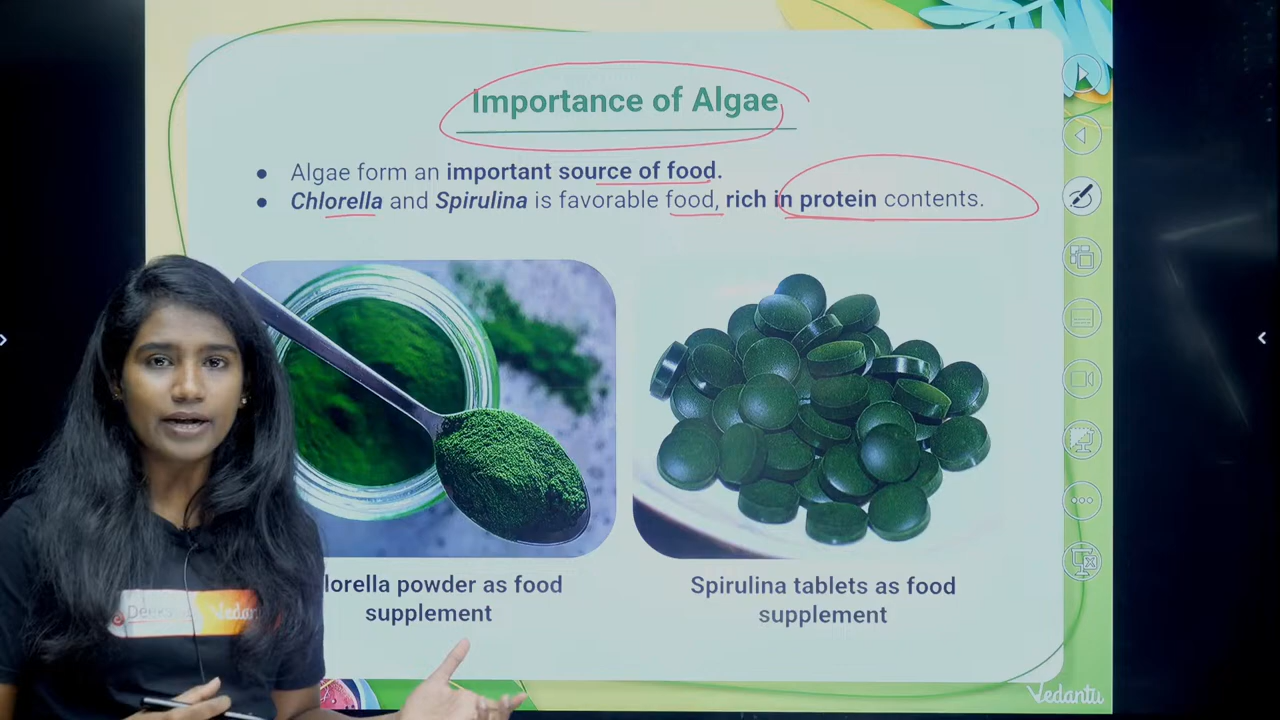 Importance of Algae
● Algae form an important source of food.
● Chlorella and Spirulina is favorable food, rich in protein contents.
lorella powder as food
supplement
Spirulina tablets as food
supplement
Vedantu